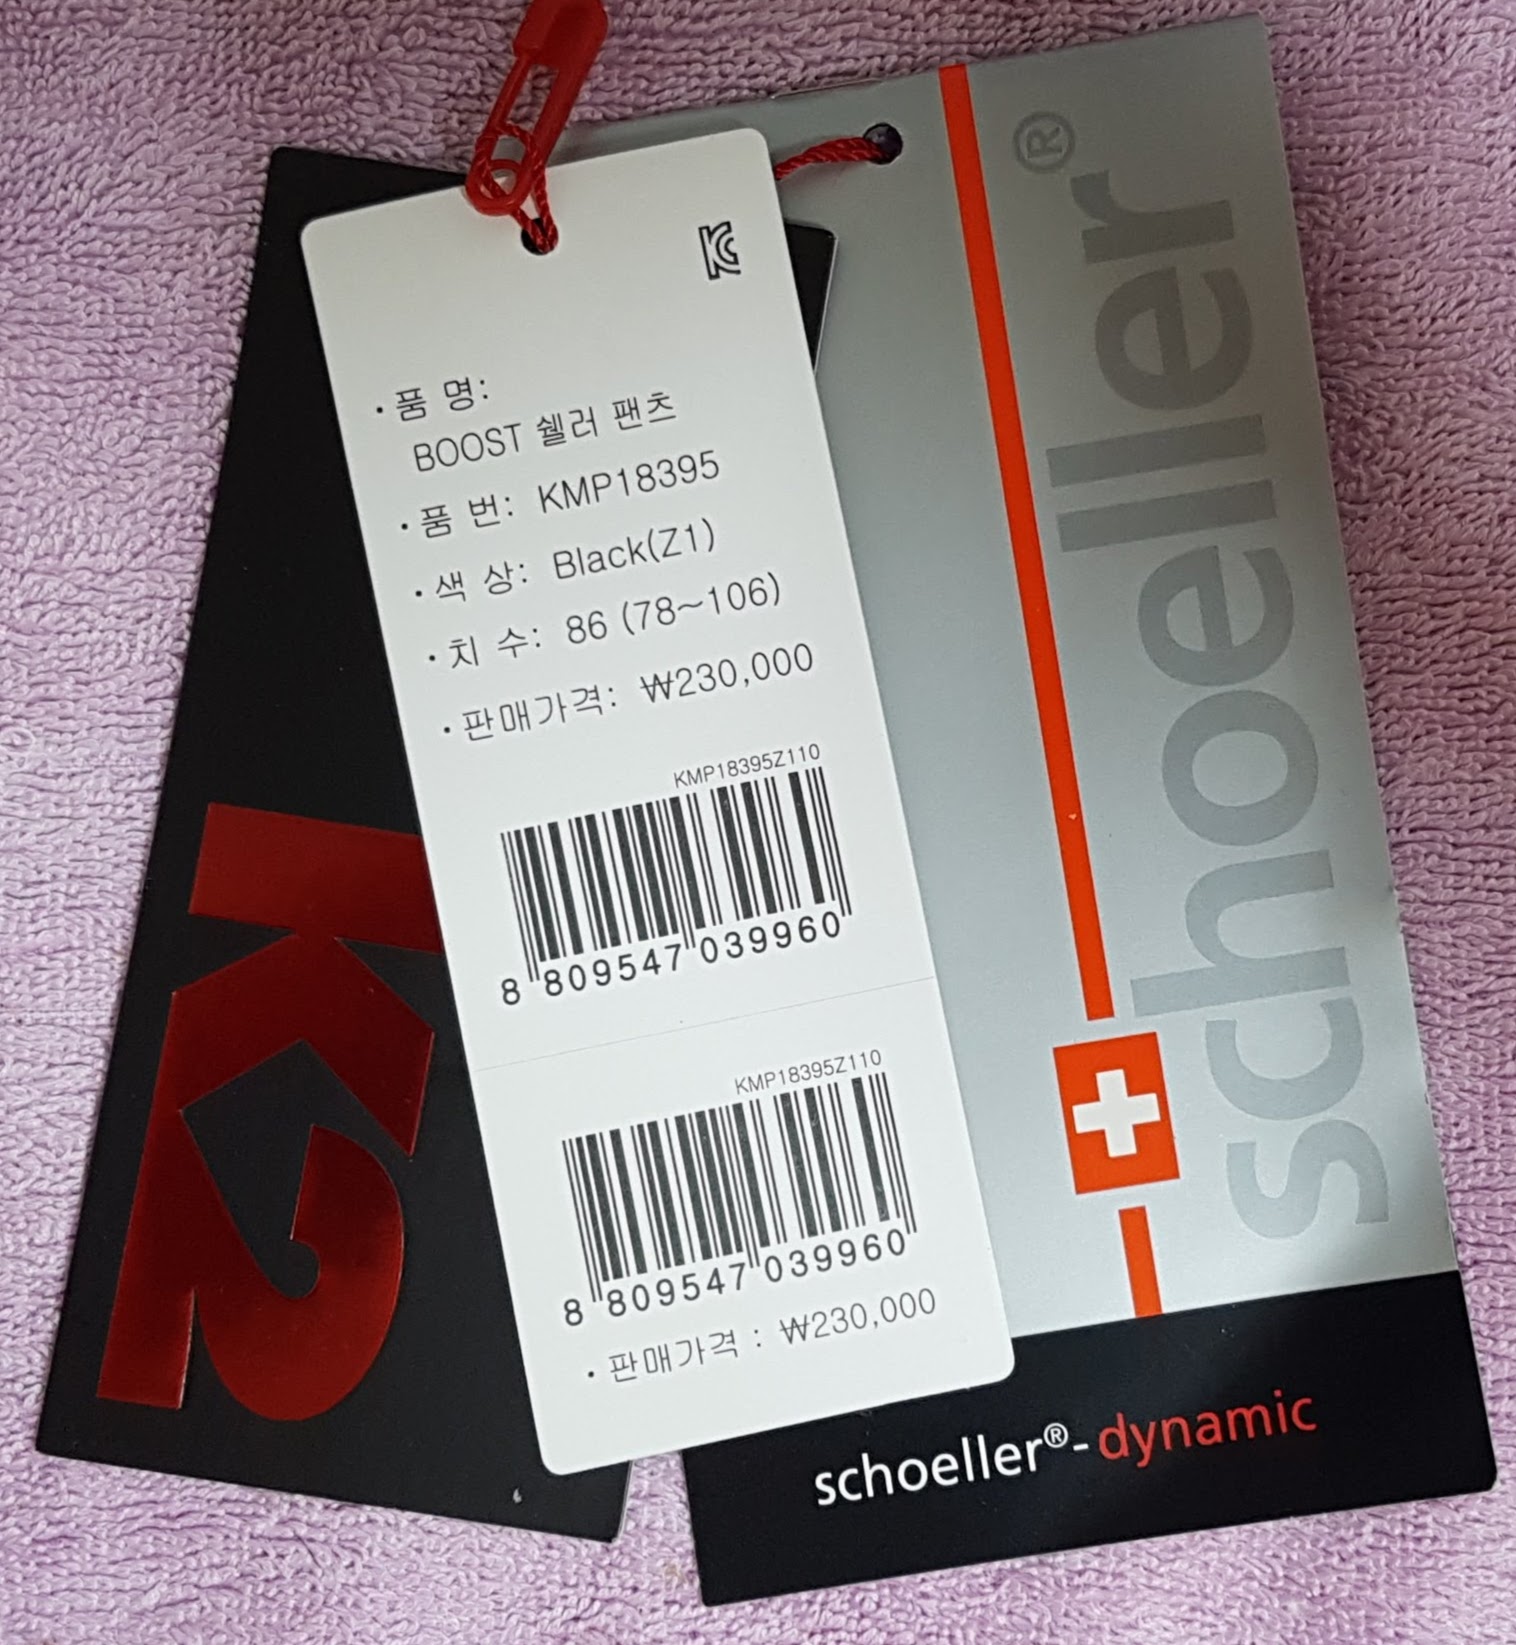 K2
· 품 명:
BOOST 쉘러 팬츠
· 품 번: KMP18395
· 색 상: Black(Z1)
· 치 수: 86 (78~106)
· 판매가격: ₩230,000
KMP18395Z110
8 809547 039960
KMP18395Z110
8 809547 039960
· 판매가격 : ₩230,000
schoeller®
schoeller®-dynamic